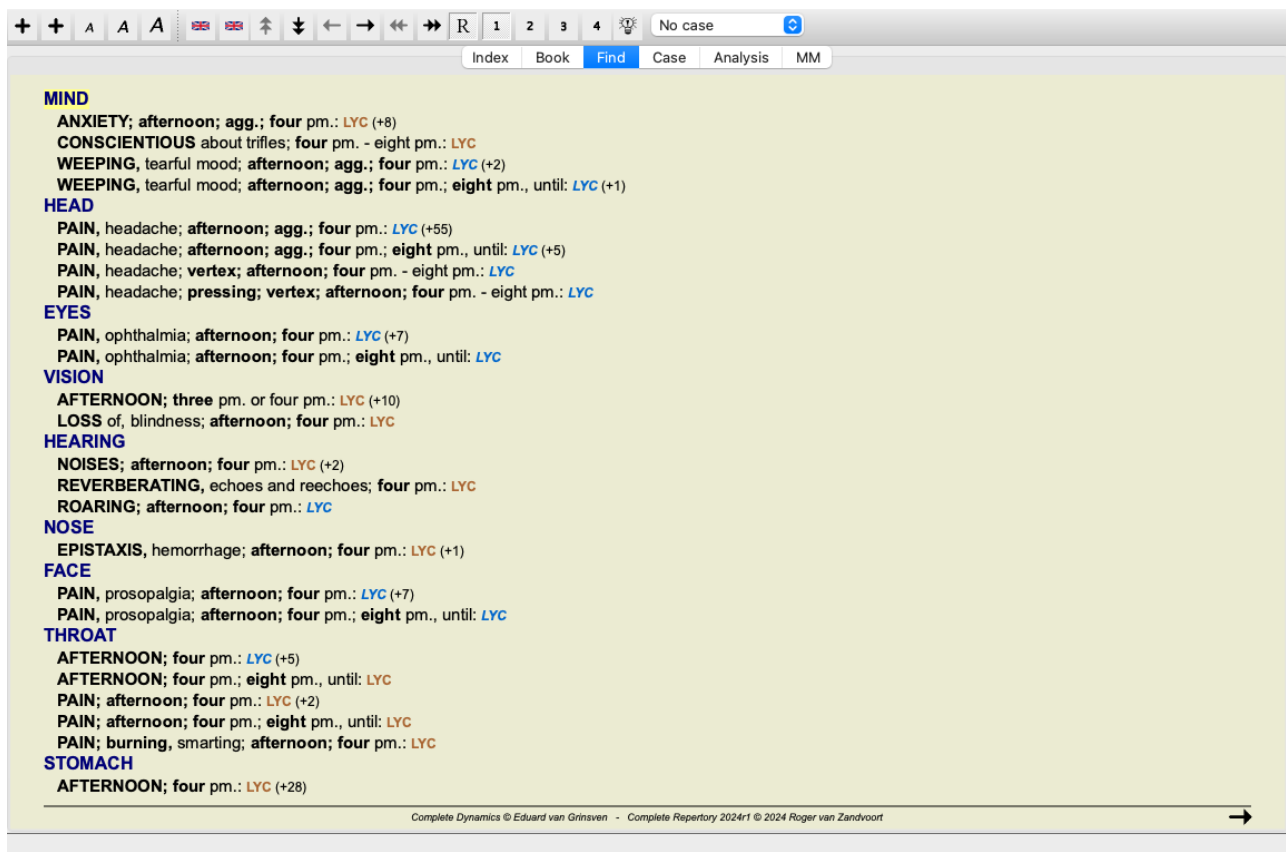 + + A A A R 1 2 3 4 No case
Index Book Find Case Analysis MM
MIND
ANXIETY; afternoon; agg.; four pm.: LYC (+8)
CONSCIENTIOUS about trifles; four pm. - eight pm.: LYC
WEEPING, tearful mood; afternoon; agg.; four pm.: LYC (+2)
WEEPING, tearful mood; afternoon; agg.; four pm.; eight pm., until: LYC (+1)
HEAD
PAIN, headache; afternoon; agg.; four pm.: LYC (+55)
PAIN, headache; afternoon; agg.; four pm.; eight pm., until: LYC (+5)
PAIN, headache; vertex; afternoon; four pm. - eight pm.: LYC
PAIN, headache; pressing; vertex; afternoon; four pm. - eight pm.: LYC
EYES
PAIN, ophthalmia; afternoon; four pm.: LYC (+7)
PAIN, ophthalmia; afternoon; four pm.; eight pm., until: LYC
VISION
AFTERNOON; three pm. or four pm.: LYC (+10)
LOSS of, blindness; afternoon; four pm.: LYC
HEARING
NOISES; afternoon; four pm.: LYC (+2)
REVERBERATING, echoes and reechoes; four pm.: LYC
ROARING; afternoon; four pm.: LYC
NOSE
EPISTAXIS, hemorrhage; afternoon; four pm.: LYC (+1)
FACE
PAIN, prosopalgia; afternoon; four pm.: LYC (+7)
PAIN, prosopalgia; afternoon; four pm.; eight pm., until: LYC
THROAT
AFTERNOON; four pm.: LYC (+5)
AFTERNOON; four pm.; eight pm., until: LYC
PAIN; afternoon; four pm.: LYC (+2)
PAIN; afternoon; four pm.; eight pm., until: LYC
PAIN; burning, smarting; afternoon; four pm.: LYC
STOMACH
AFTERNOON; four pm.: LYC (+28)
Complete Dynamics © Eduard van Grinsven - Complete Repertory 2024r1 © 2024 Roger van Zandvoort